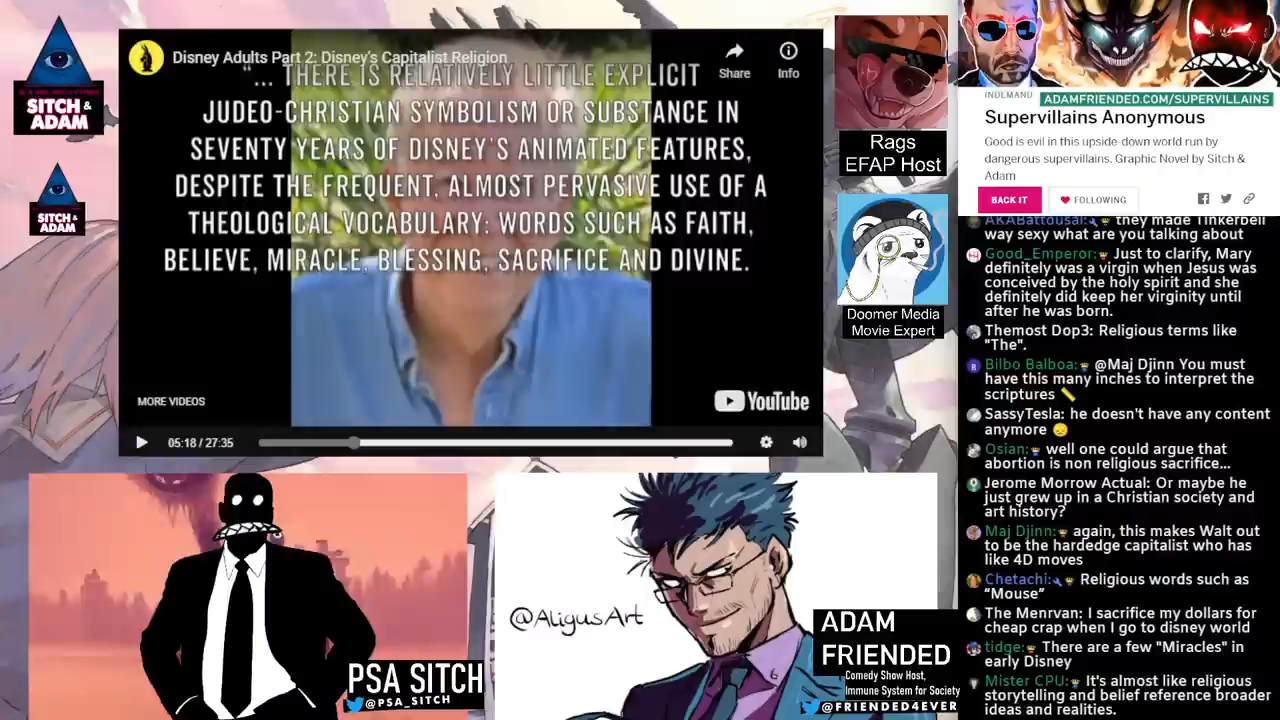 SITCH &
ADAM
SITCH &
ADAM
Disney Adults Part 2: Disney's Capitalist Religion
Share
Info
"... THERE IS RELATIVELY LITTLE EXPLICIT
JUDEO-CHRISTIAN SYMBOLISM OR SUBSTANCE IN
SEVENTY YEARS OF DISNEY'S ANIMATED FEATURES,
DESPITE THE FREQUENT, ALMOST PERVASIVE USE OF A
THEOLOGICAL VOCABULARY: WORDS SUCH AS FAITH,
BELIEVE, MIRACLE, BLESSING, SACRIFICE AND DIVINE.
MORE VIDEOS
YouTube
05:18 / 27:35
Rags
EFAP Host
Doomer Media
Movie Expert
INDEMAND
ADAMFRIENDED.COM/SUPERVILLAINS
Supervillains Anonymous
Good is evil in this upside-down world run by
dangerous supervillains. Graphic Novel by Sitch &
Adam
BACK IT
FOLLOWING
AKABattousai: they made Tinkerbell
way sexy what are you talking about
Good_Emperor: Just to clarify, Mary
definitely was a virgin when Jesus was
conceived by the holy spirit and she
definitely did keep her virginity until
after he was born.
Themost Dop3: Religious terms like
"The".
Bilbo Balboa: @Maj Djinn You must
have this many inches to interpret the
scriptures 📏
SassyTesla: he doesn't have any content
anymore 😞
Osian: well one could argue that
abortion is non religious sacrifice...
Jerome Morrow Actual: Or maybe he
just grew up in a Christian society and
art history?
Maj Djinn: again, this makes Walt out
to be the hardedge capitalist who has
like 4D moves
Chetachi: Religious words such as
“Mouse”
The Menrvan: I sacrifice my dollars for
cheap crap when I go to disney world
tidge: There are a few "Miracles" in
early Disney
Mister CPU: It's almost like religious
storytelling and belief reference broader
ideas and realities.
PSA SITCH
@PSA_SITCH
@AligusArt
ADAM
FRIENDED
Comedy Show Host,
Immune System for Society
@FRIENDED4EVER